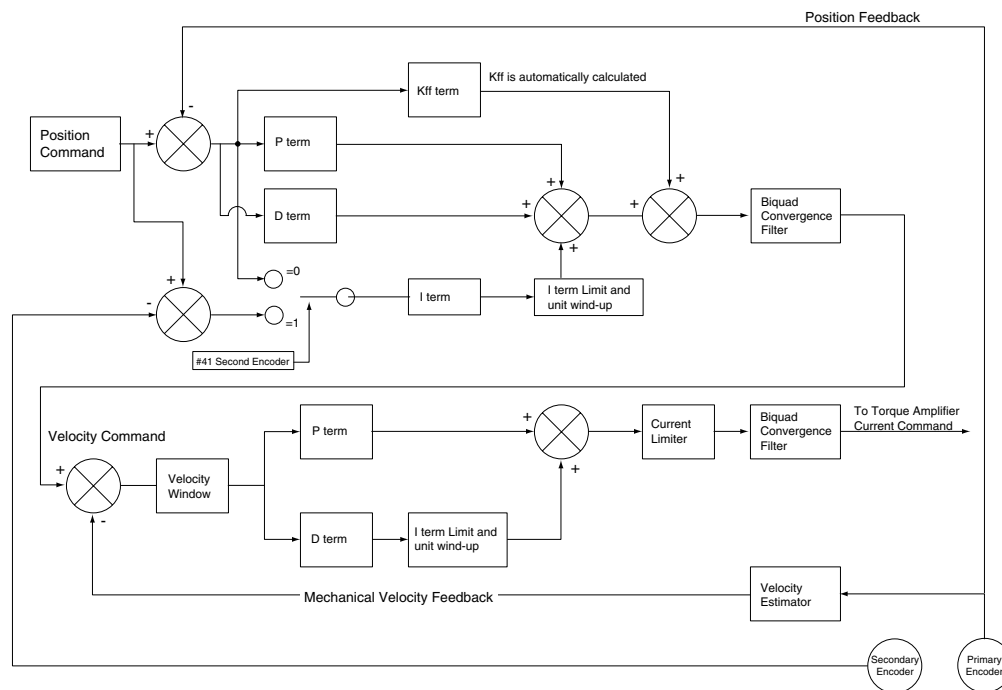 Position Feedback
Kff term
Kff is automatically calculated
-
+
Position
Command
P term
+
+
D term
+
+
+
Biquad
Convergence
Filter
=0
+
+
-
I term
I term Limit and
unit wind-up
=1
#41 Second Encoder
Velocity Command
P term
+
Current
Limiter
Biquad
Convergence
Filter
To Torque Amplifier
Current Command
+
Velocity
Window
+
-
D term
I term Limit and
unit wind-up
Mechanical Velocity Feedback
Velocity
Estimator
Secondary
Encoder
Primary
Encoder